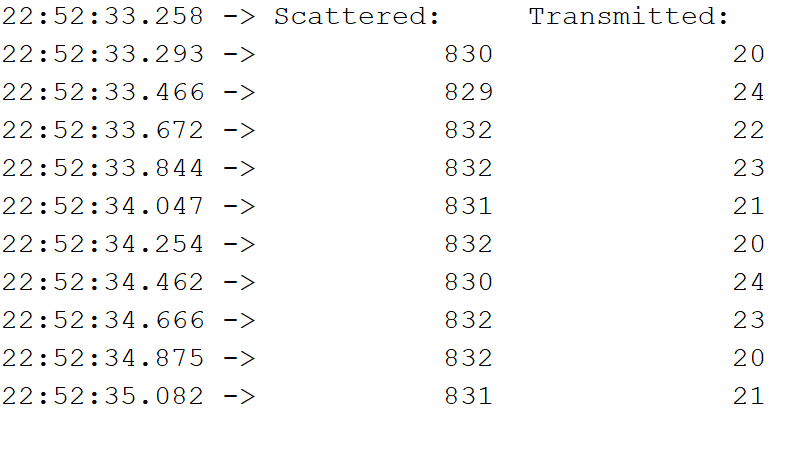 22:52:33.258 -> Scattered: Transmitted:
22:52:33.293 -> 830 20
22:52:33.466 -> 829 24
22:52:33.672 -> 832 22
22:52:33.844 -> 832 23
22:52:34.047 -> 831 21
22:52:34.254 -> 832 20
22:52:34.462 -> 830 24
22:52:34.666 -> 832 23
22:52:34.875 -> 832 20
22:52:35.082 -> 831 21